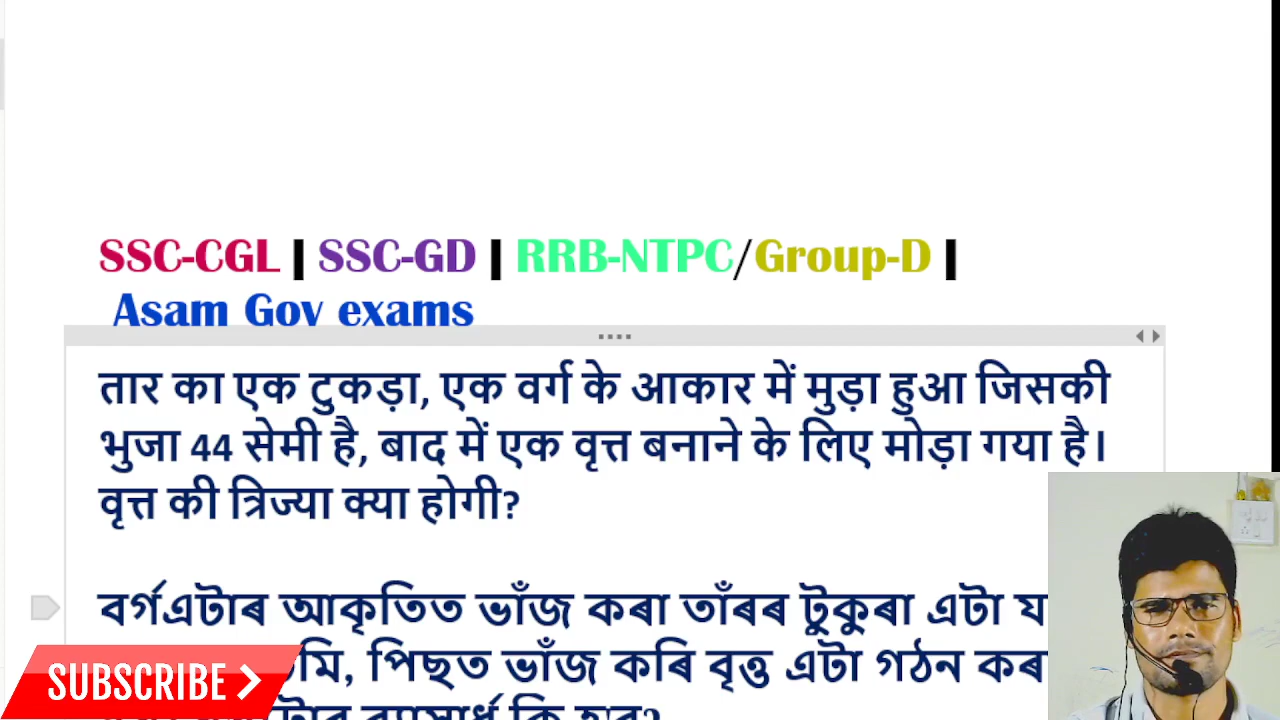 SSC-CGL | SSC-GD | RRB-NTPC/Group-D |
Asam Gov exams
तार का एक टुकड़ा, एक वर्ग के आकार में मुड़ा हुआ जिसकी
भुजा 44 सेमी है, बाद में एक वृत्त बनाने के लिए मोड़ा गया है।
वृत्त की त्रिज्या क्या होगी?
বৰ্গএটাৰ আকৃতিত ভাঁজ কৰা তাঁৰৰ টুকুৰা এটা
পিছত ভাঁজ কৰি বৃত্ত এটা গঠন
ব্যাসাৰ্ধ কি হ'ব?
SUBSCRIBE